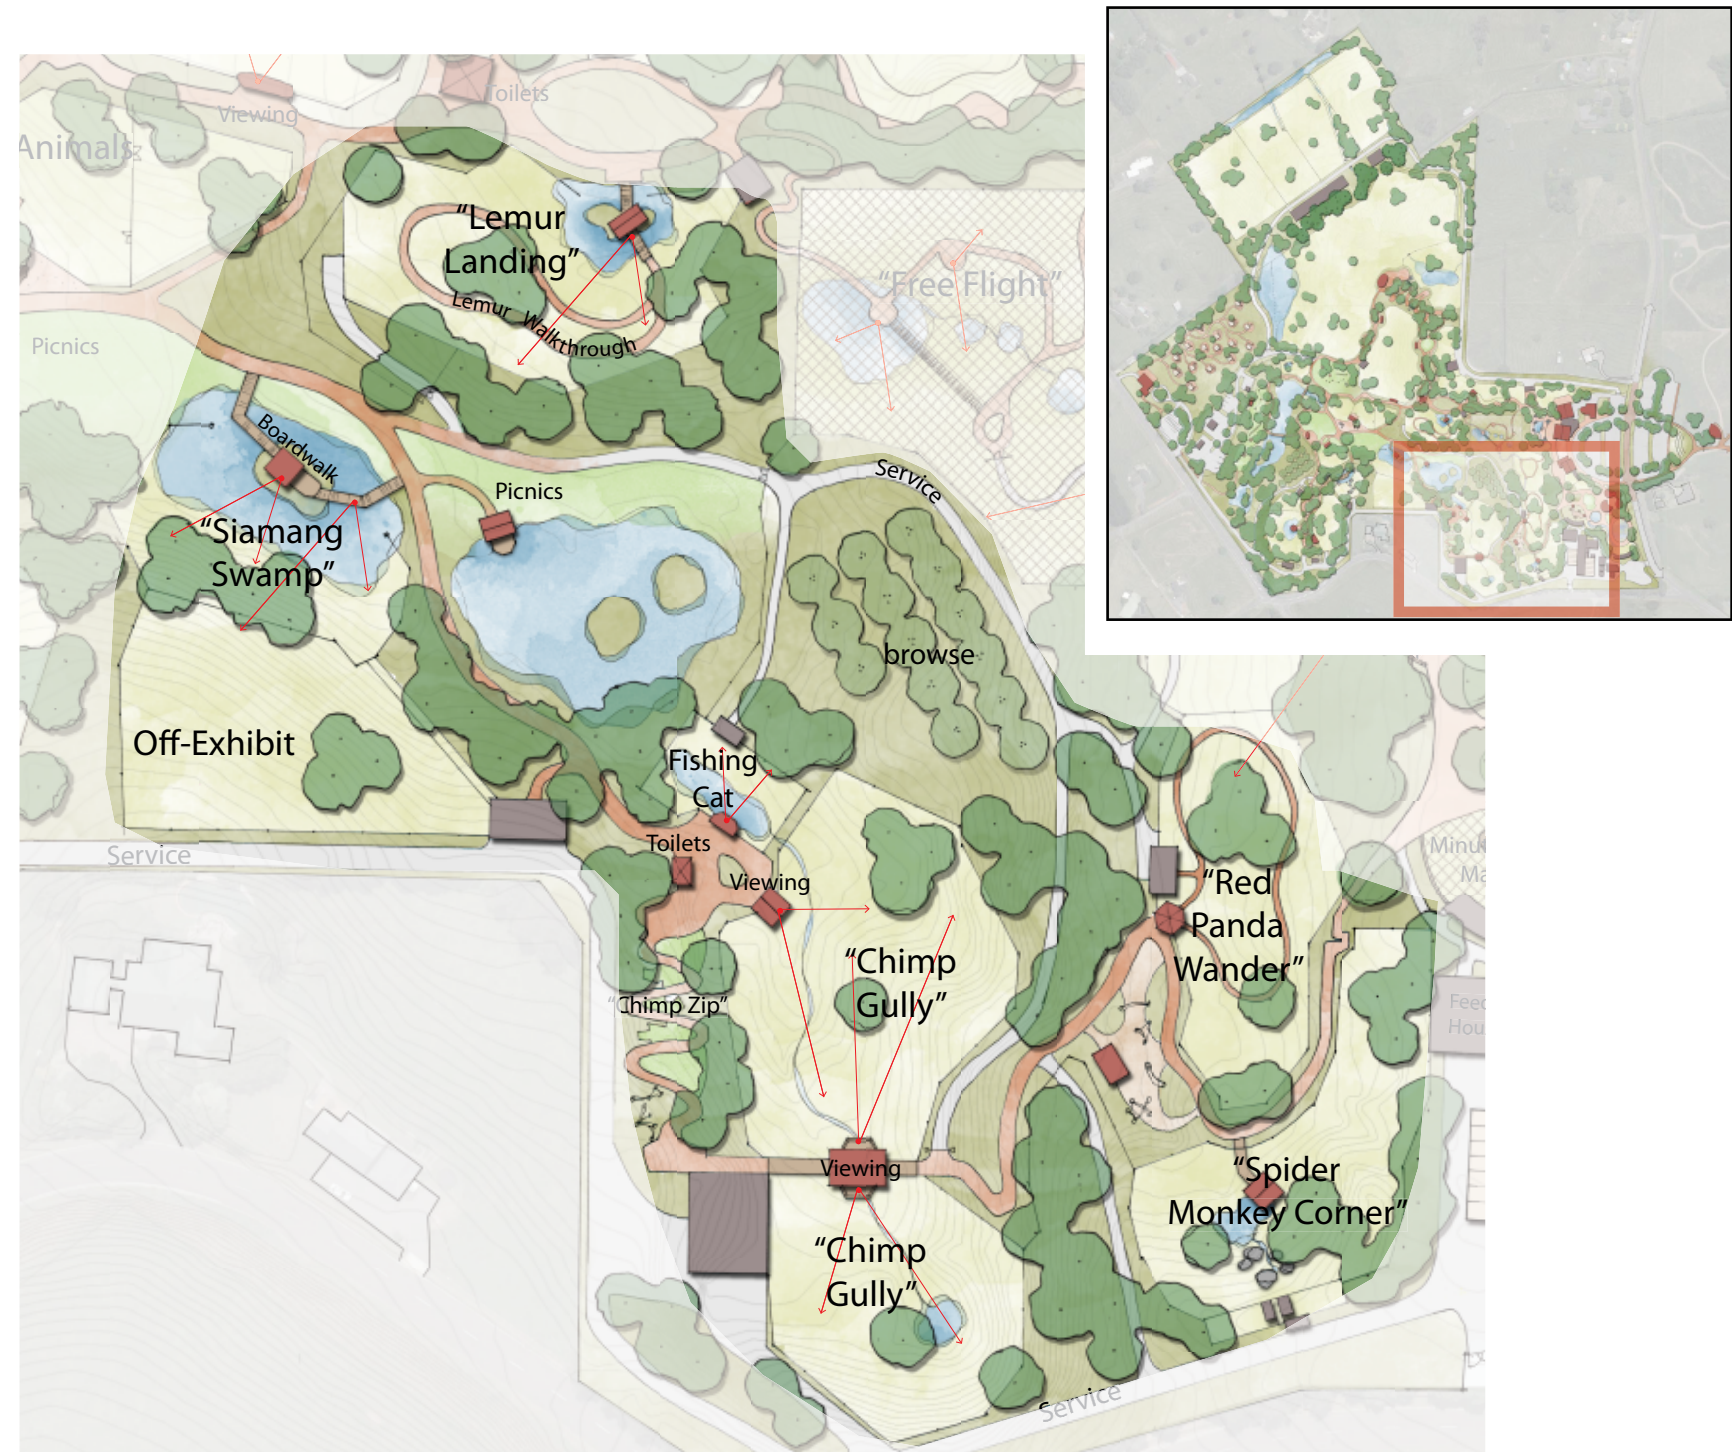 Viewing
Toilets
Animals
"Lemur
Landing"
Lemur Walkthrough
"Free Flight"
Picnics
Boardwalk
Service
Picnics
"Siamang
Swamp"
browse
Off-Exhibit
Fishing
Cat
Toilets
Service
Viewing
"Red
Panda
Wander"
"Chimp
Gully"
"Chimp Zip"
Viewing
"Spider
Monkey Corner"
"Chimp
Gully"
Service